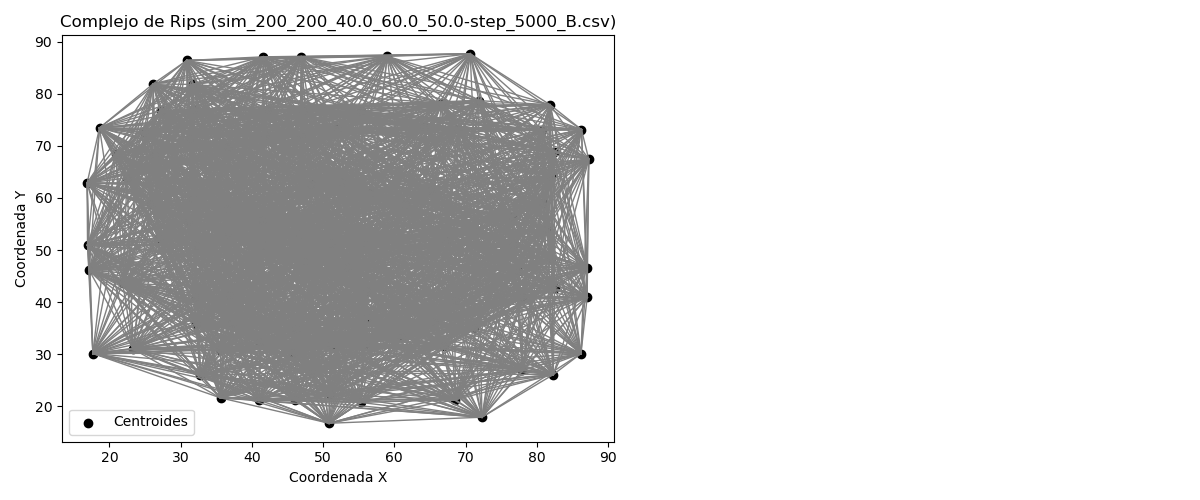 Complejo de Rips (sim_200_200_40.0_60.0_50.0-step_5000_B.csv)
90
80
70
60
50
40
30
20
Coordenada Y
Centroides
20 30 40 50 60 70 80 90
Coordenada X